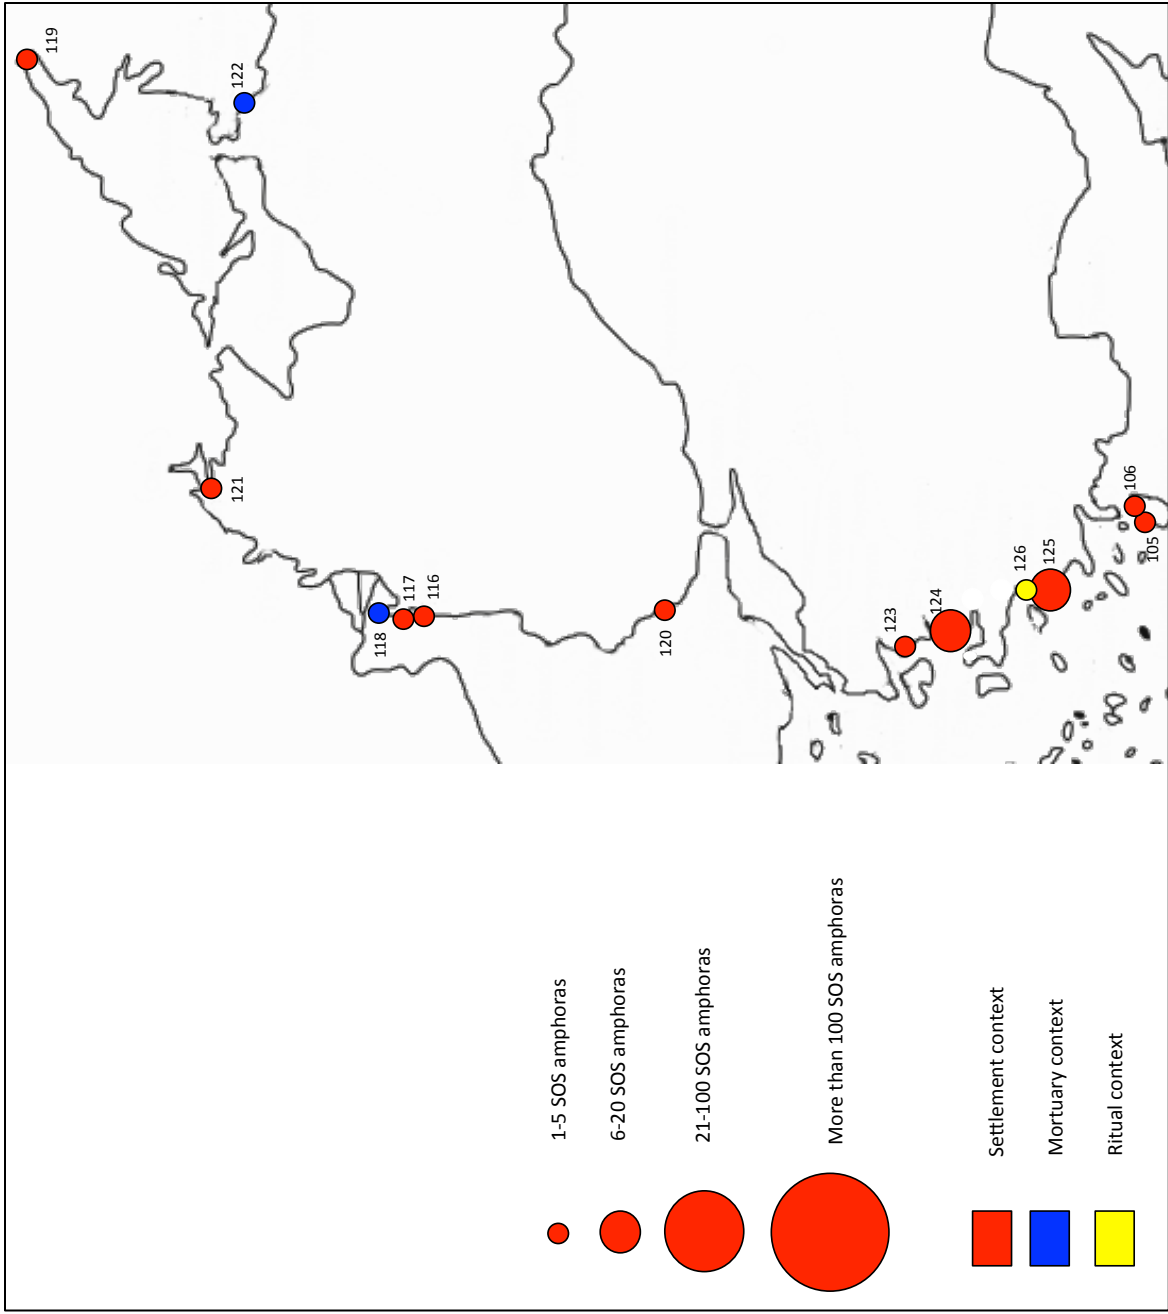 119
122
121
117
116
118
120
123
124
126
125
106
105
1-5 SOS amphoras
6-20 SOS amphoras
21-100 SOS amphoras
More than 100 SOS amphoras
Settlement context
Mortuary context
Ritual context